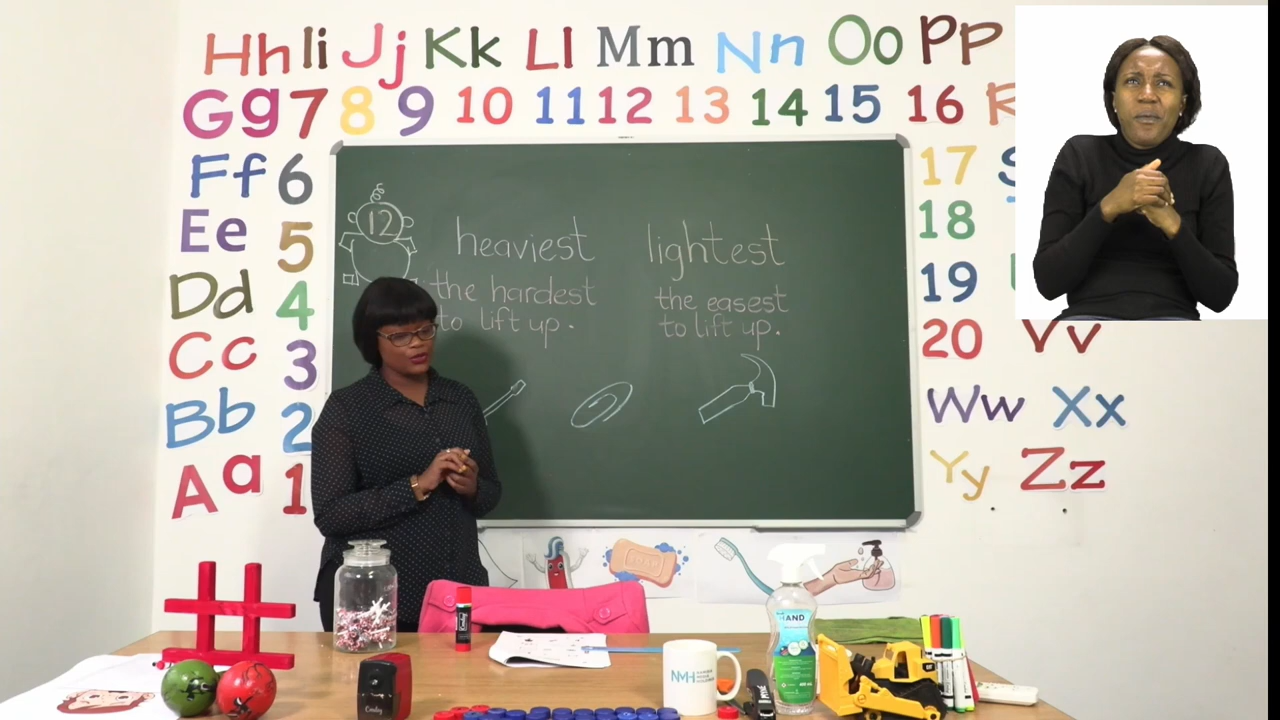 Hh Ii Jj Kk Ll Mm Nn Oo Pp
Gg 7 8 9 10 11 12 13 14 15 16
Ff 6
17
Ee 5
18
Dd 4
19
Cc 3
20 Vv
Bb 2
Ww Xx
Aa 1
Yy Zz
12
heaviest
the hardest
to lift up.
lightest
the easest
to lift up.
NMH
HAND
CAT